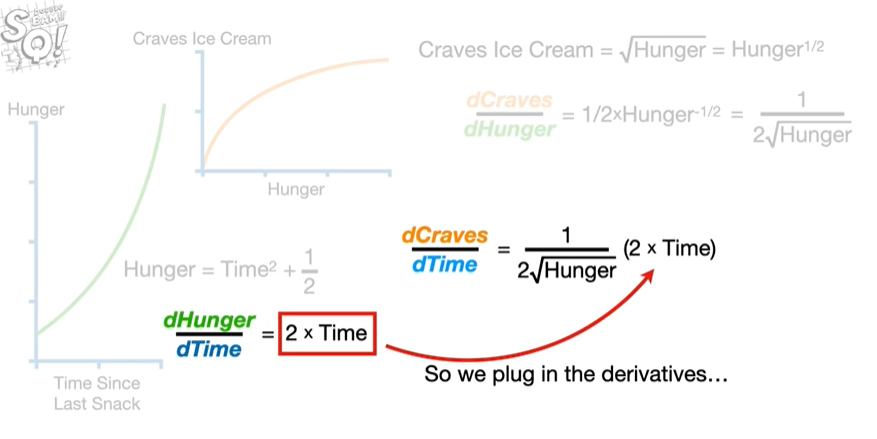 Craves Ice Cream
Hunger
Hunger
Craves Ice Cream = √Hunger = Hunger^1/2
dCraves/dHunger = 1/2×Hunger^-1/2 = 1/(2√Hunger)
Hunger = Time² + 1/2
dHunger/dTime = 2 × Time
dCraves/dTime = 1/(2√Hunger) (2 × Time)
So we plug in the derivatives…
Time Since
Last Snack